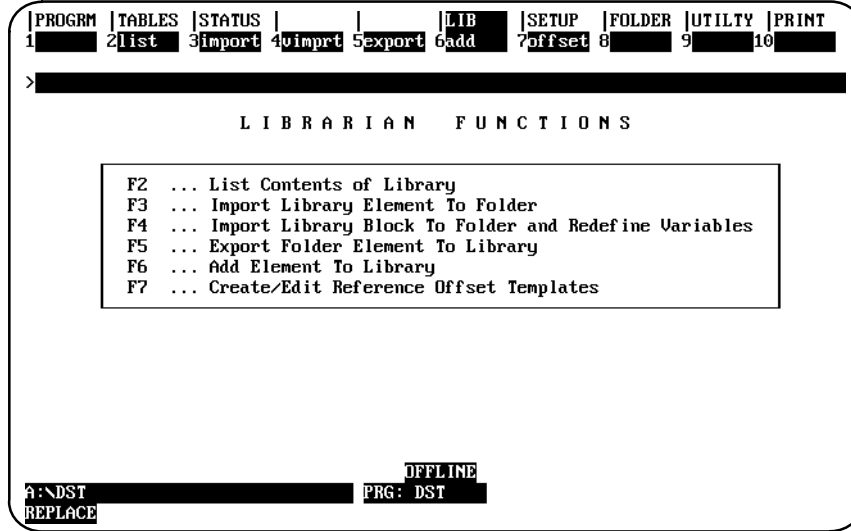 |PROGRM |TABLES |STATUS | | |LIB |SETUP |FOLDER |UTILTY |PRINT
1 2list 3import 4vimprt 5export 6add 7offset 8 9 10
>
L I B R A R I A N F U N C T I O N S
F2 ... List Contents of Library
F3 ... Import Library Element To Folder
F4 ... Import Library Block To Folder and Redefine Variables
F5 ... Export Folder Element To Library
F6 ... Add Element To Library
F7 ... Create/Edit Reference Offset Templates
OFFLINE
A:\DST PRG: DST
REPLACE